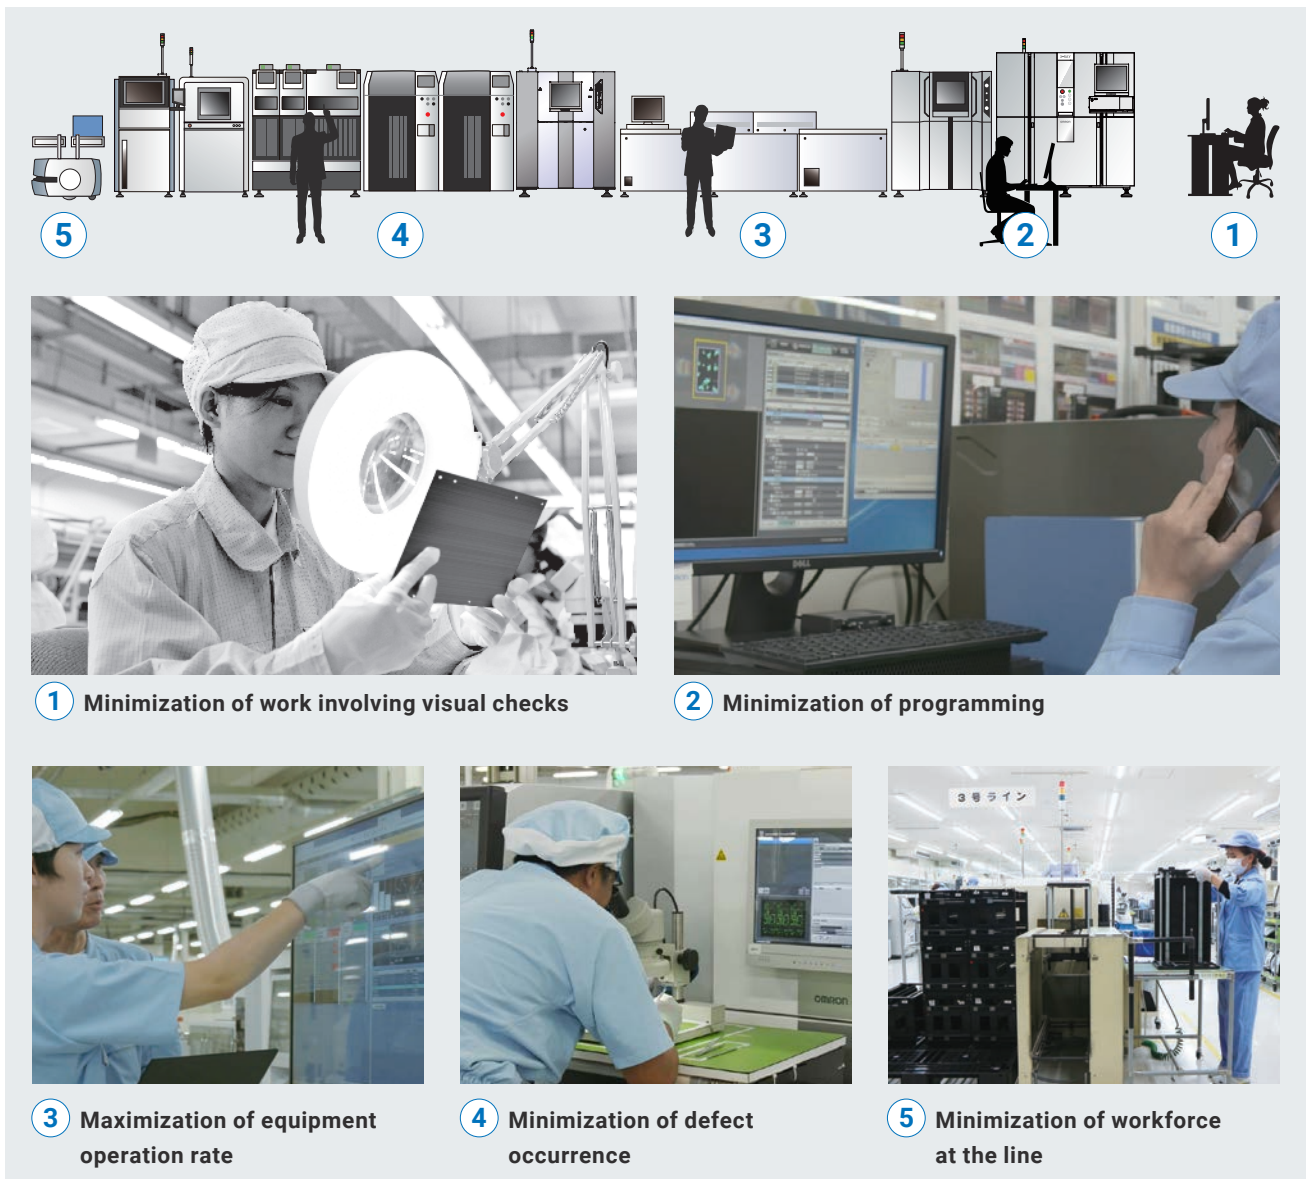 5
4
3
2
1
DELL
1 Minimization of work involving visual checks
2 Minimization of programming
OMRON
3号ライン
3 Maximization of equipment
operation rate
4 Minimization of defect
occurrence
5 Minimization of workforce
at the line